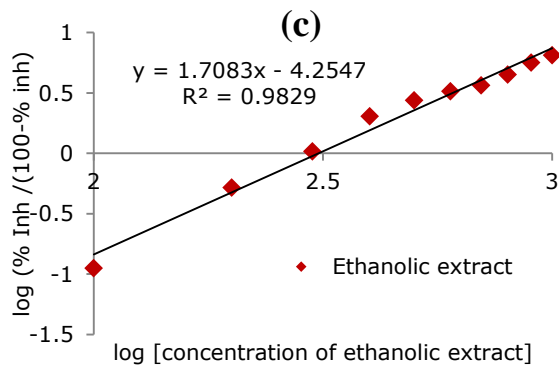 (c)
1
y = 1.7083x - 4.2547
R² = 0.9829
0.5
0
2
2.5
3
-0.5
-1
-1.5
Ethanolic extract
log (% Inh /(100-% inh)
log [concentration of ethanolic extract]